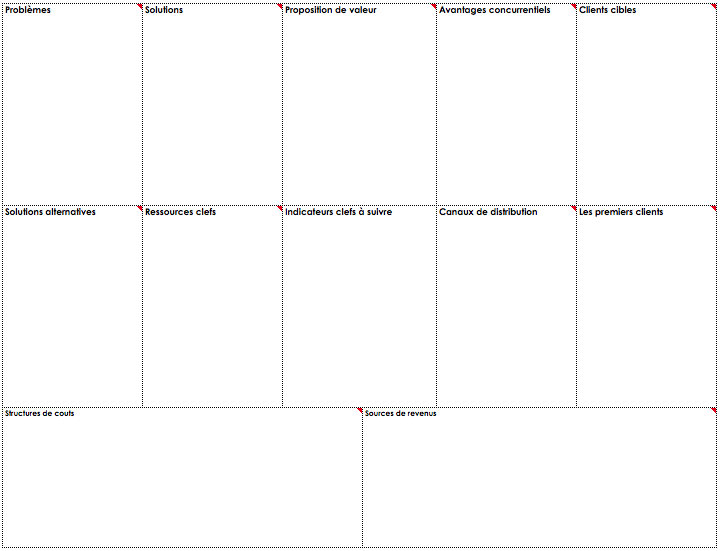 Problèmes
Solutions
Proposition de valeur
Avantages concurrentiels
Clients cibles
Solutions alternatives
Ressources clefs
Indicateurs clefs à suivre
Canaux de distribution
Les premiers clients
Structures de couts
Sources de revenus